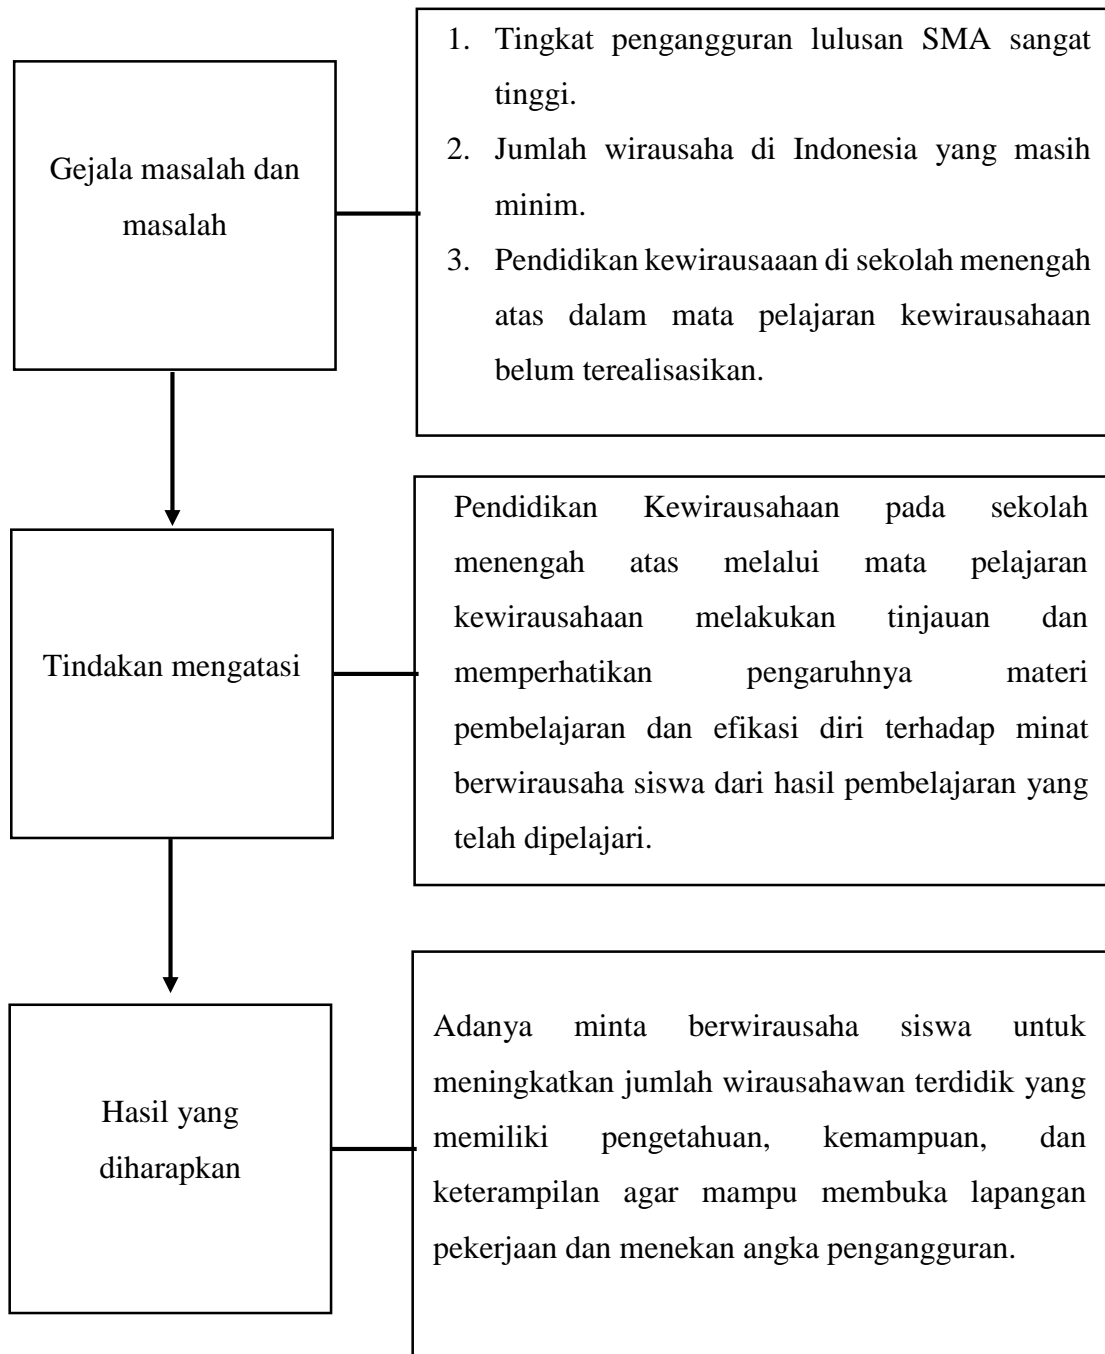 Gejala masalah dan
masalah
1. Tingkat pengangguran lulusan SMA sangat
tinggi.
2. Jumlah wirausaha di Indonesia yang masih
minim.
3. Pendidikan kewirausaaan di sekolah menengah
atas dalam mata pelajaran kewirausahaan
belum terealisasikan.
Tindakan mengatasi
Pendidikan Kewirausahaan pada sekolah
menengah atas melalui mata pelajaran
kewirausahaan melakukan tinjauan dan
memperhatikan pengaruhnya materi
pembelajaran dan efikasi diri terhadap minat
berwirausaha siswa dari hasil pembelajaran yang
telah dipelajari.
Hasil yang
diharapkan
Adanya minta berwirausaha siswa untuk
meningkatkan jumlah wirausahawan terdidik yang
memiliki pengetahuan, kemampuan, dan
keterampilan agar mampu membuka lapangan
pekerjaan dan menekan angka pengangguran.